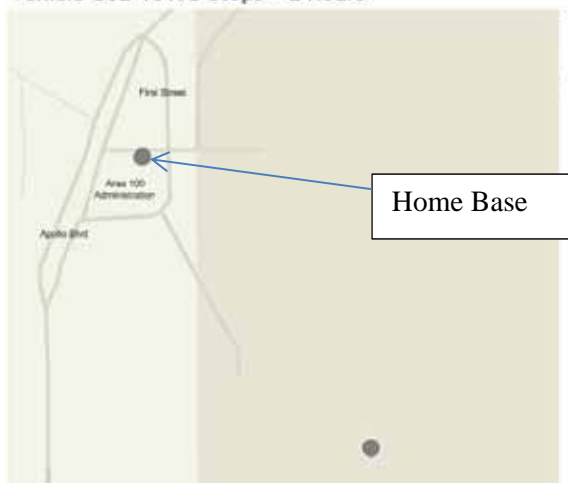 First Street
Home Base
Area 100
Administration
Apollo Blvd